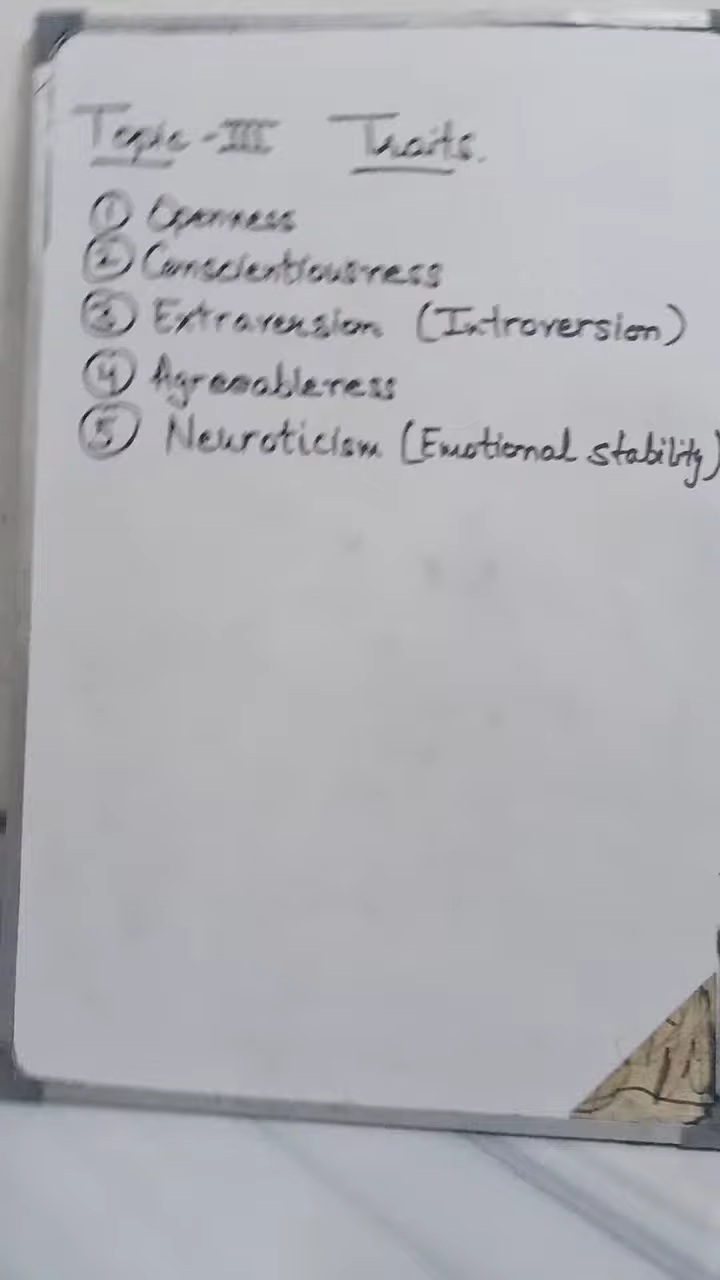 Topic - III Traits.
① Openness
② Conscientiousness
③ Extraversion (Introversion)
④ Agreeableness
⑤ Neuroticism (Emotional stability)